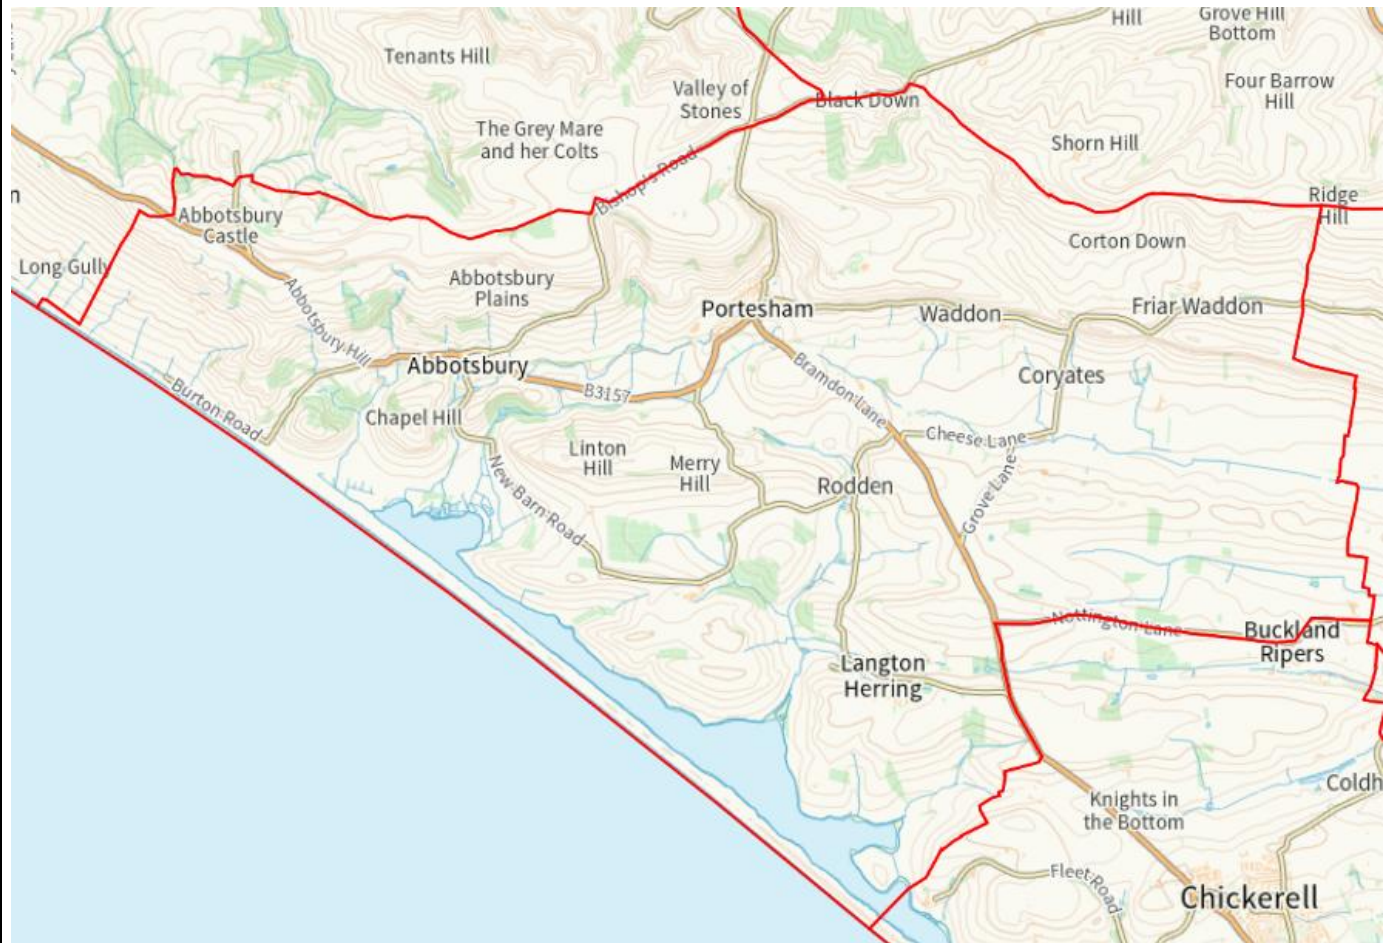 Hill
Grove Hill
Bottom
Tenants Hill
Valley of
Stones
Four Barrow
Hill
Black Down
The Grey Mare
and her Colts
Shorn Hill
Bishop's Road
n
Ridge
Hill
Abbotsbury
Castle
Corton Down
Long Gully
Abbotsbury
Plains
Abbotsbury Hill
Portesham
Waddon
Friar Waddon
Abbotsbury
Bramdon Lane
Coryates
B3157
Burton Road
Chapel Hill
Cheese Lane
Linton
Hill
Merry
Hill
Rodden
Grove Lane
New Barn Road
Nottington Lane
Buckland
Ripers
Langton
Herring
Coldh
Knights in
the Bottom
Fleet Road
Chickerell